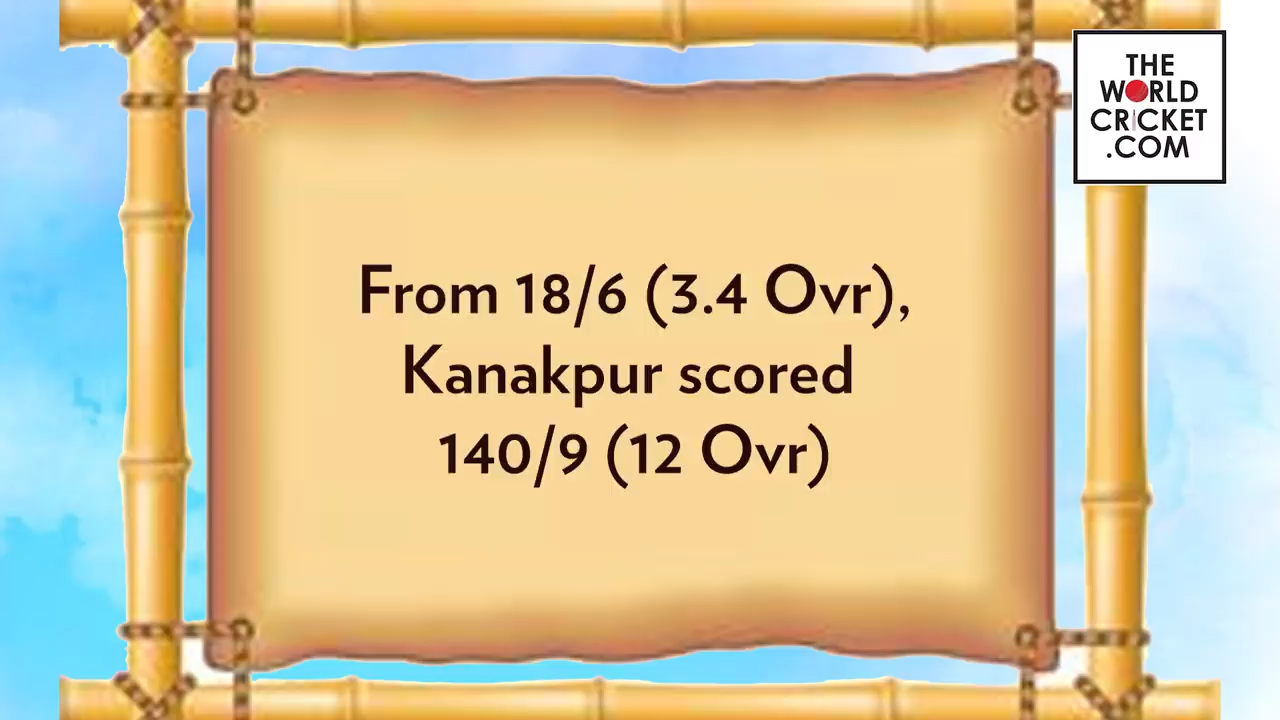 THE
WORLD
CRICKET
.COM
From 18/6 (3.4 Ovr),
Kanakpur scored
140/9 (12 Ovr)